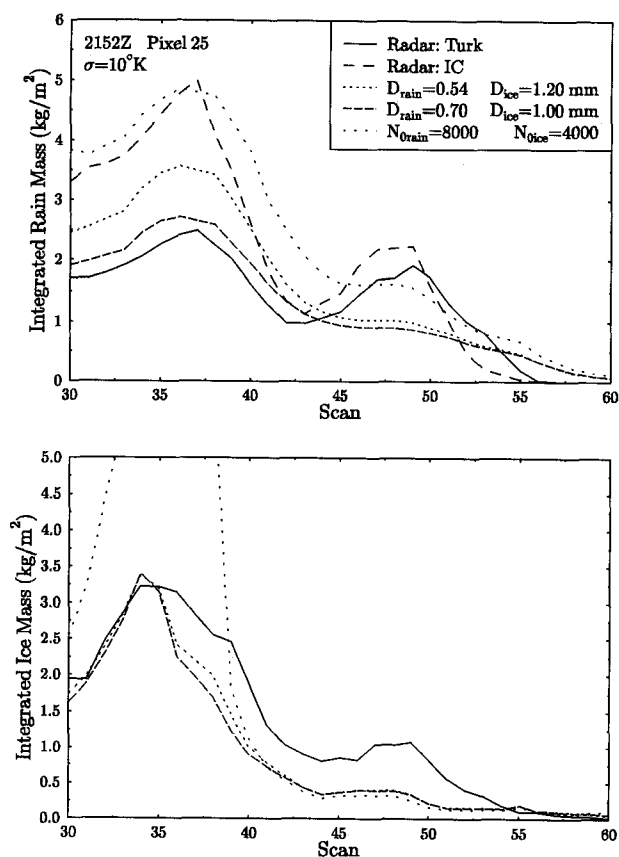 2152Z Pixel 25
σ=10°K
Radar: Turk
Radar: IC
D_rain=0.54 D_ice=1.20 mm
D_rain=0.70 D_ice=1.00 mm
N_0rain=8000 N_0ice=4000
Integrated Rain Mass (kg/m²)
6
5
4
3
2
1
0
30 35 40 45 50 55 60
Scan
Integrated Ice Mass (kg/m²)
5.0
4.5
4.0
3.5
3.0
2.5
2.0
1.5
1.0
0.5
0.0
30 35 40 45 50 55 60
Scan